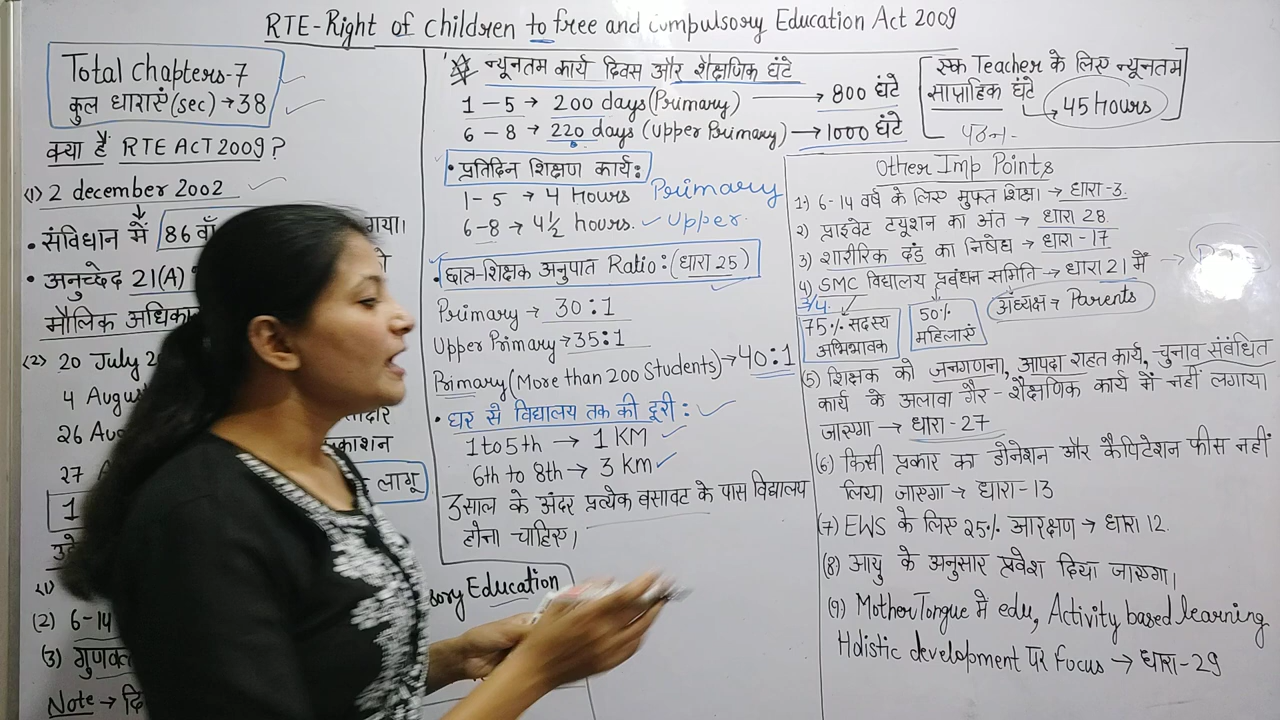 RTE-Right of children to free and compulsory Education Act 2009
Total Chapters-7
कुल धाराएं (sec) → 38
क्या है RTE ACT 2009?
(1) 2 december 2002
• संविधान में 86 वाँ
गया।
• अनुच्छेद 21(A)
मौलिक
(2) 20 July
4
26
27
लागू
1
(1)
(2) 6-14
(3)
Note →
न्यूनतम कार्य दिवस और शैक्षणिक घंटे
1-5 → 200 days (Primary) → 800 घंटे
6-8 → 220 days (Upper Primary) → 1000 घंटे
• प्रतिदिन शिक्षण कार्य:
1-5 → 4 Hours Primary
6-8 → 4½ hours. Upper.
• छात्र-शिक्षक अनुपात Ratio: (धारा 25)
Primary → 30:1
Upper Primary → 35:1
Primary (More than 200 Students) → 40:1
• घर से विद्यालय तक की दूरी:
1 to 5th → 1 KM
6th to 8th → 3 KM
3 साल के अंदर प्रत्येक बसावट के पास विद्यालय
होना चाहिए।
Education
एक Teacher के लिए न्यूनतम
साप्ताहिक घंटे
→ 45 Hours
Other Imp Points
1) 6-14 वर्ष के लिए मुफ्त शिक्षा → धारा-3.
2) प्राइवेट ट्यूशन का अंत → धारा 28.
3) शारीरिक दंड का निषेध → धारा-17
4) SMC विद्यालय प्रबंधन समिति → धारा 21 में →
3/4
75% सदस्य
अभिभावक
50%
महिलाएं
अध्यक्ष → Parents
(5) शिक्षक को जनगणना, आपदा राहत कार्य, चुनाव संबंधित
कार्य के अलावा गैर-शैक्षणिक कार्य में नहीं लगाया
जाएगा → धारा-27
(6) किसी प्रकार का डोनेशन और कैपिटेशन फीस नहीं
लिया जाएगा → धारा-13
(7) EWS के लिए 25% आरक्षण → धारा 12.
(8) आयु के अनुसार प्रवेश दिया जाएगा।
(9) Mother Tongue में edu, Activity based learning
Holistic development पर focus → धारा-29